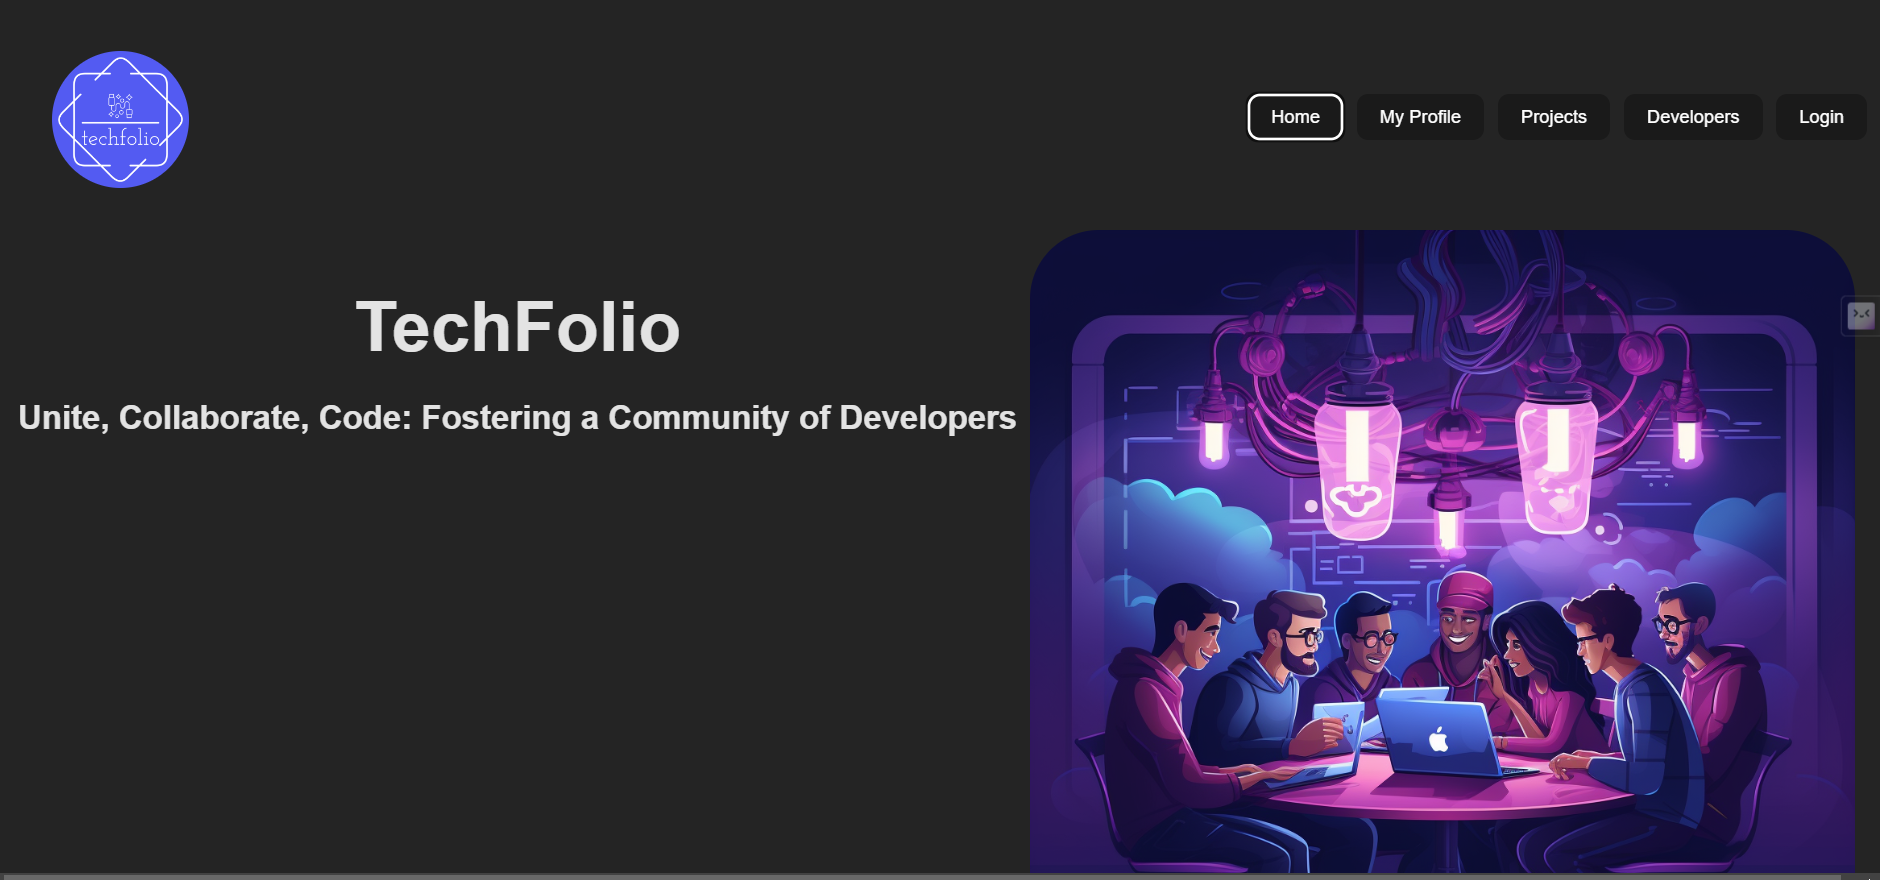 techfolio
Home My Profile Projects Developers Login
TechFolio
Unite, Collaborate, Code: Fostering a Community of Developers